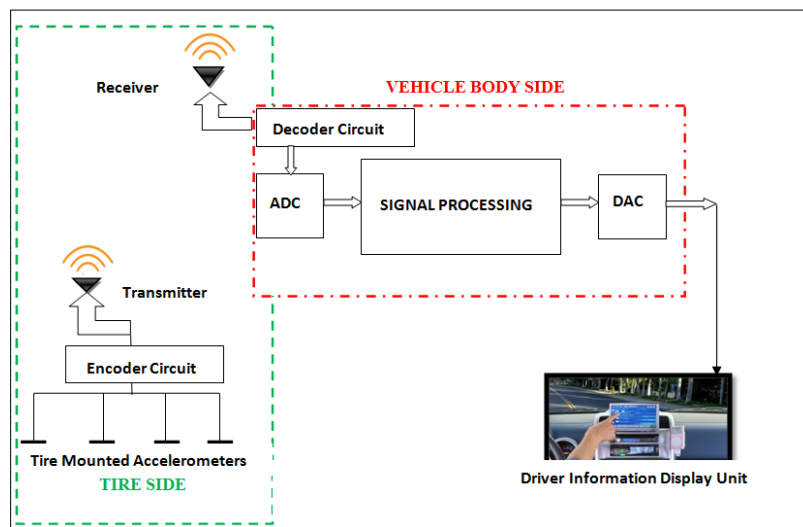 Receiver
VEHICLE BODY SIDE
Decoder Circuit
ADC
SIGNAL PROCESSING
DAC
Transmitter
Encoder Circuit
Tire Mounted Accelerometers
TIRE SIDE
Driver Information Display Unit